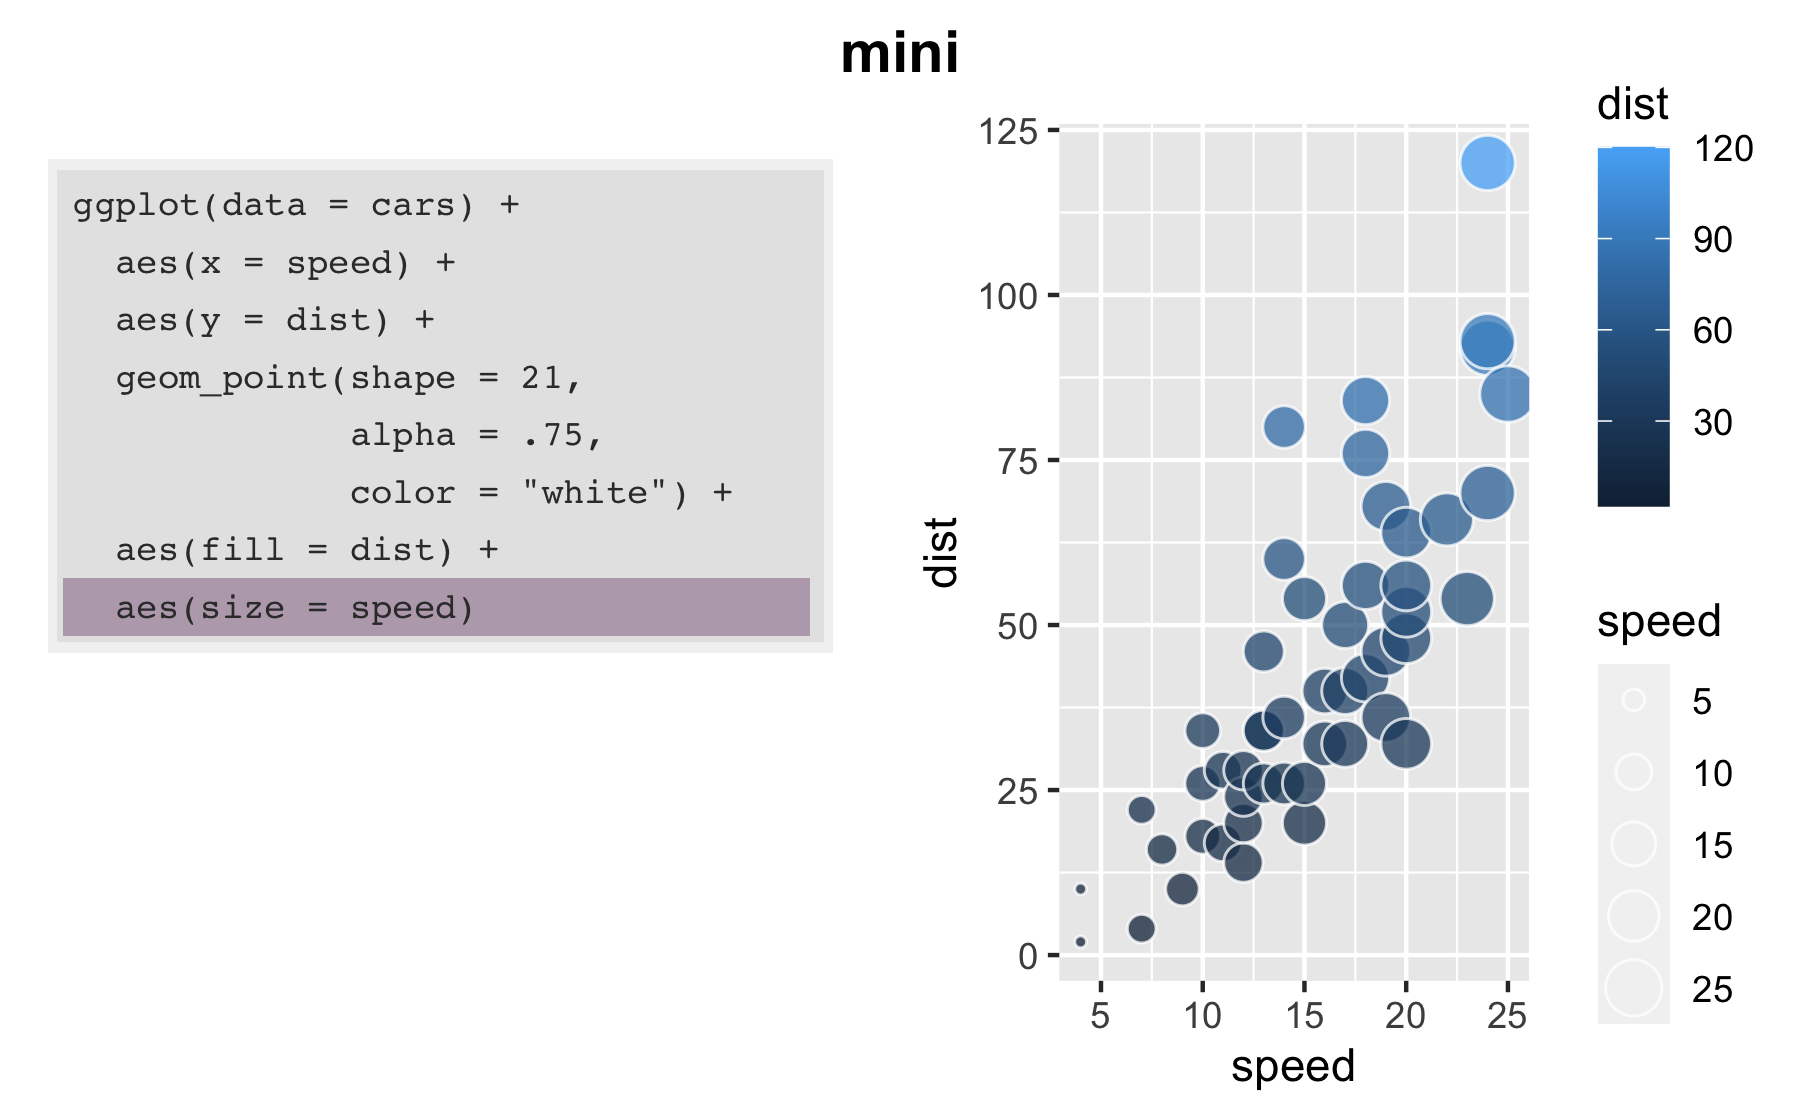 mini
ggplot(data = cars) +
  aes(x = speed) +
  aes(y = dist) +
  geom_point(shape = 21,
             alpha = .75,
             color = "white") +
  aes(fill = dist) +
  aes(size = speed)
dist
125
100
75
50
25
0
5 10 15 20 25
speed
dist
120
90
60
30
speed
5
10
15
20
25